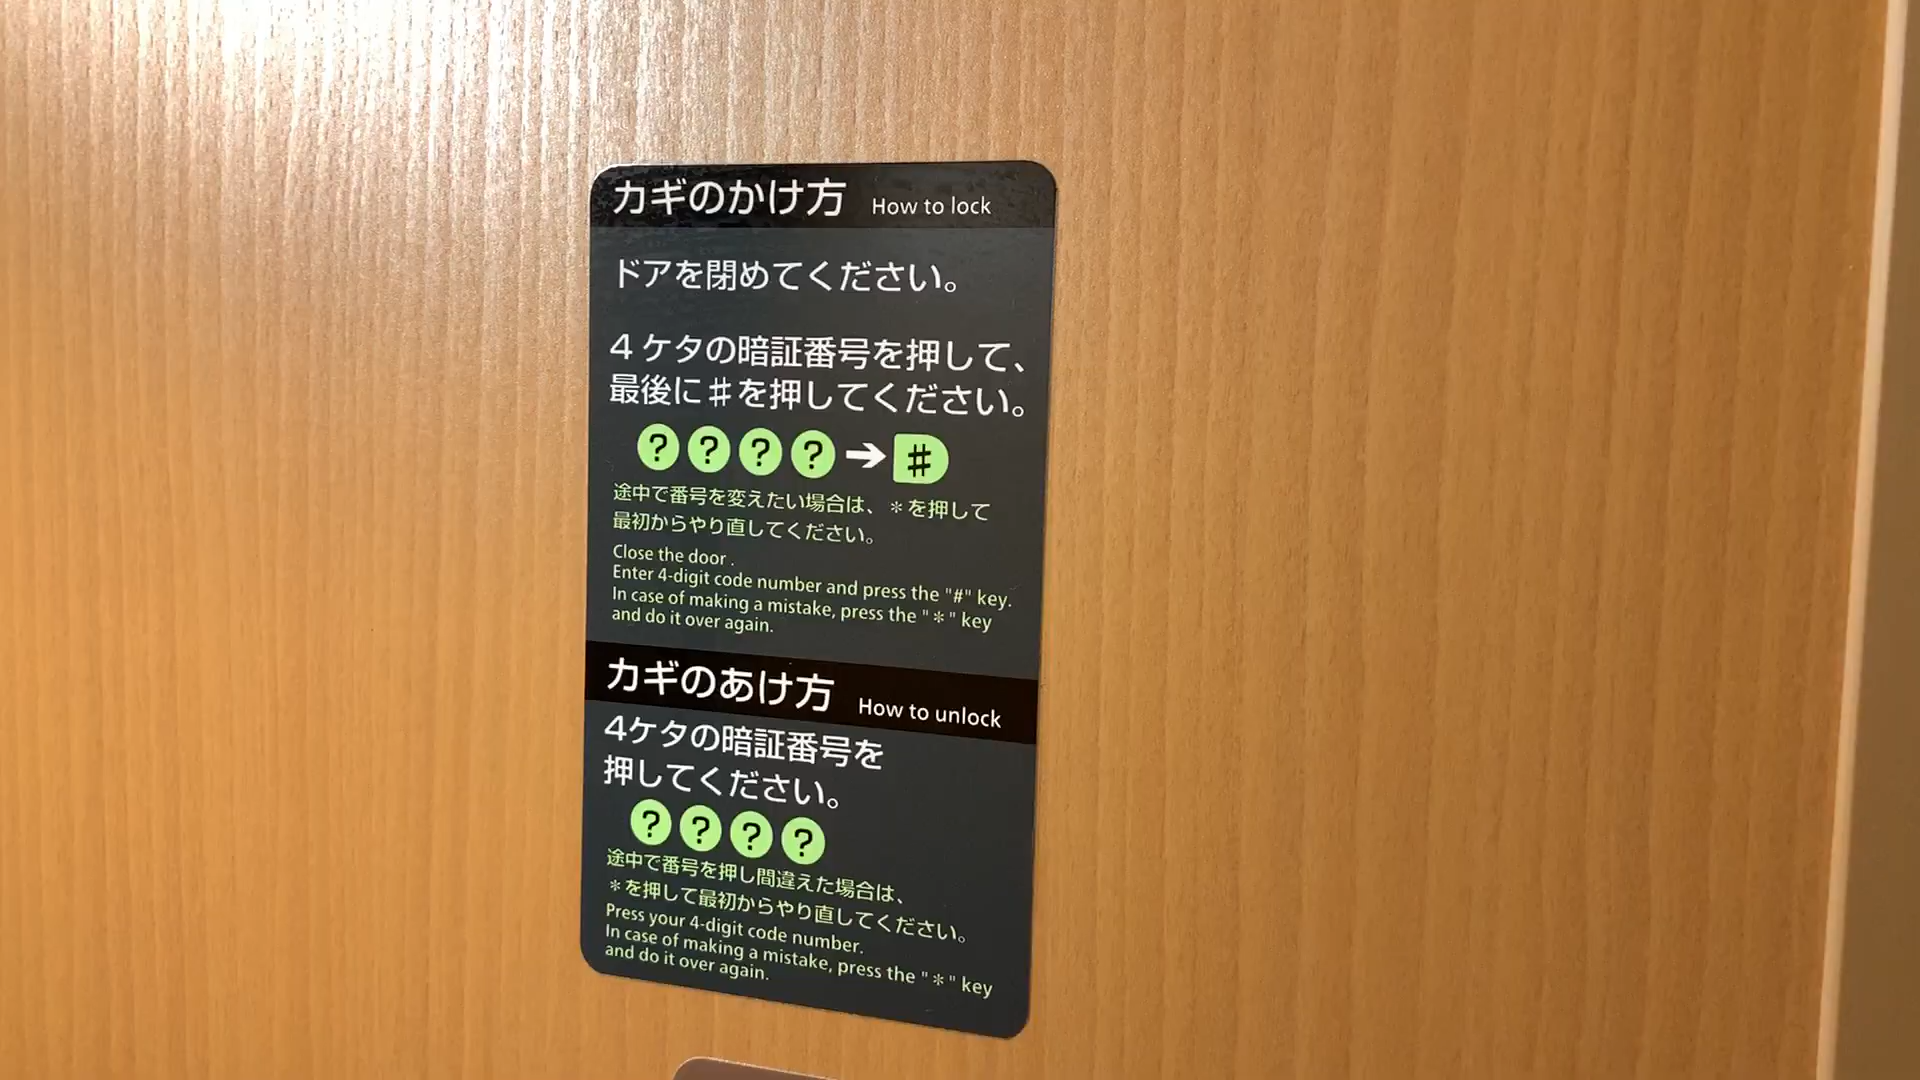 カギのかけ方 How to lock
ドアを閉めてください。
4ケタの暗証番号を押して、
最後に♯を押してください。
? ? ? ? → #
途中で番号を変えたい場合は、＊を押して
最初からやり直してください。
Close the door .
Enter 4-digit code number and press the "#" key.
In case of making a mistake, press the "＊" key
and do it over again.
カギのあけ方 How to unlock
4ケタの暗証番号を
押してください。
? ? ? ?
途中で番号を押し間違えた場合は、
＊を押して最初からやり直してください。
Press your 4-digit code number.
In case of making a mistake, press the "＊" key
and do it over again.